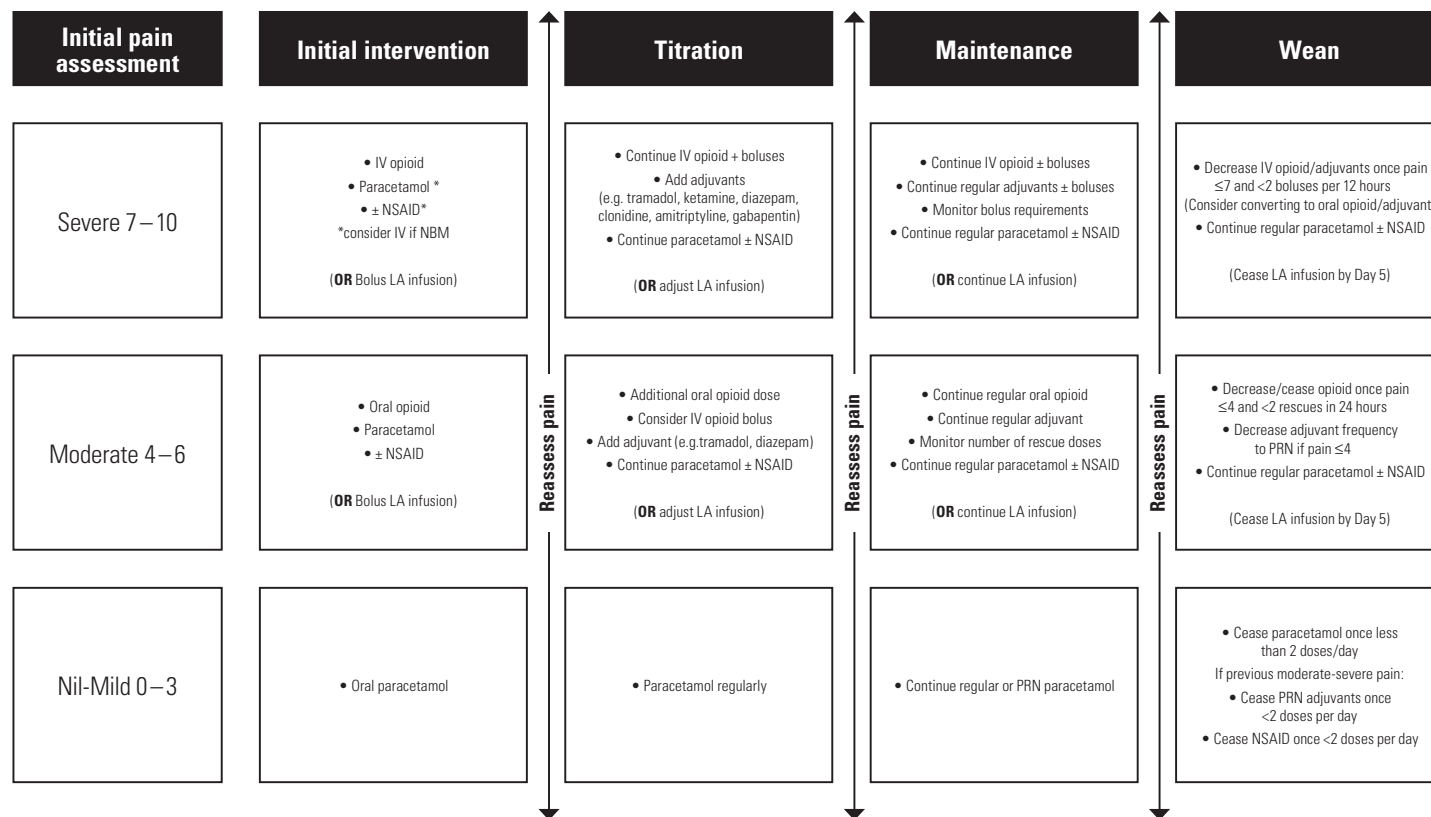 Initial pain
assessment
Initial intervention
Titration
Maintenance
Wean
Severe 7–10
• IV opioid
• Paracetamol *
• ± NSAID*
*consider IV if NBM
(OR Bolus LA infusion)
• Continue IV opioid + boluses
• Add adjuvants
(e.g. tramadol, ketamine, diazepam,
clonidine, amitriptyline, gabapentin)
• Continue paracetamol ± NSAID
(OR adjust LA infusion)
• Continue IV opioid ± boluses
• Continue regular adjuvants ± boluses
• Monitor bolus requirements
• Continue regular paracetamol ± NSAID
(OR continue LA infusion)
• Decrease IV opioid/adjuvants once pain
≤7 and <2 boluses per 12 hours
(Consider converting to oral opioid/adjuvant
• Continue regular paracetamol ± NSAID
(Cease LA infusion by Day 5)
Moderate 4–6
• Oral opioid
• Paracetamol
• ± NSAID
(OR Bolus LA infusion)
Reassess pain
• Additional oral opioid dose
• Consider IV opioid bolus
• Add adjuvant (e.g.tramadol, diazepam)
• Continue paracetamol ± NSAID
(OR adjust LA infusion)
Reassess pain
• Continue regular oral opioid
• Continue regular adjuvant
• Monitor number of rescue doses
• Continue regular paracetamol ± NSAID
(OR continue LA infusion)
Reassess pain
• Decrease/cease opioid once pain
≤4 and <2 rescues in 24 hours
• Decrease adjuvant frequency
to PRN if pain ≤4
• Continue regular paracetamol ± NSAID
(Cease LA infusion by Day 5)
Nil-Mild 0–3
• Oral paracetamol
• Paracetamol regularly
• Continue regular or PRN paracetamol
• Cease paracetamol once less
than 2 doses/day
If previous moderate-severe pain:
• Cease PRN adjuvants once
<2 doses per day
• Cease NSAID once <2 doses per day